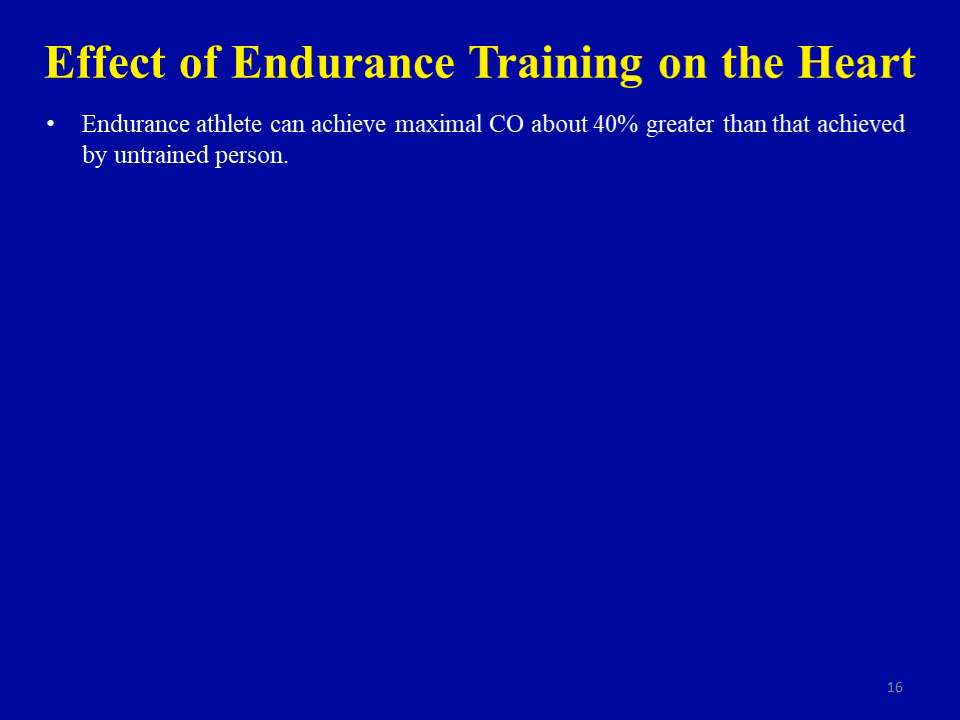 Effect of Endurance Training on the Heart
• Endurance athlete can achieve maximal CO about 40% greater than that achieved
by untrained person.
16